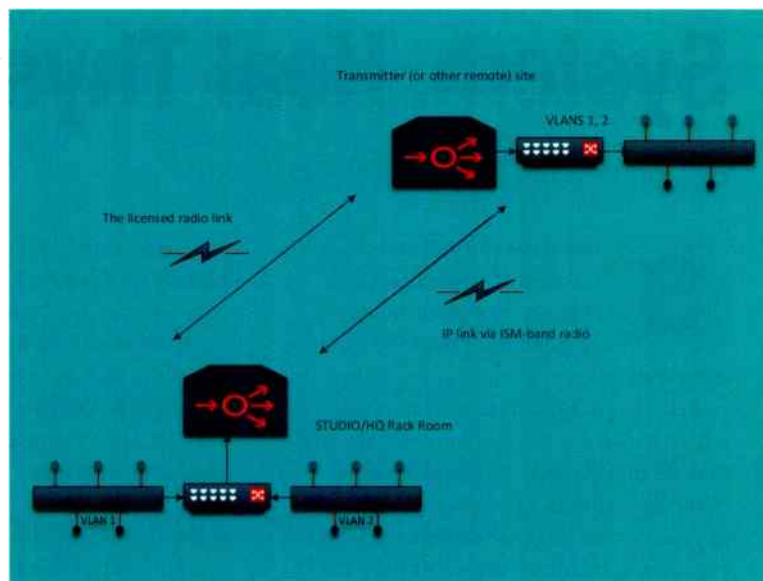 Transmitter (or other remote) site
VLANS 1, 2
The licensed radio link
IP link via ISM-band radio
STUDIO/HQ Rack Room
VLAN 1
VLAN 2